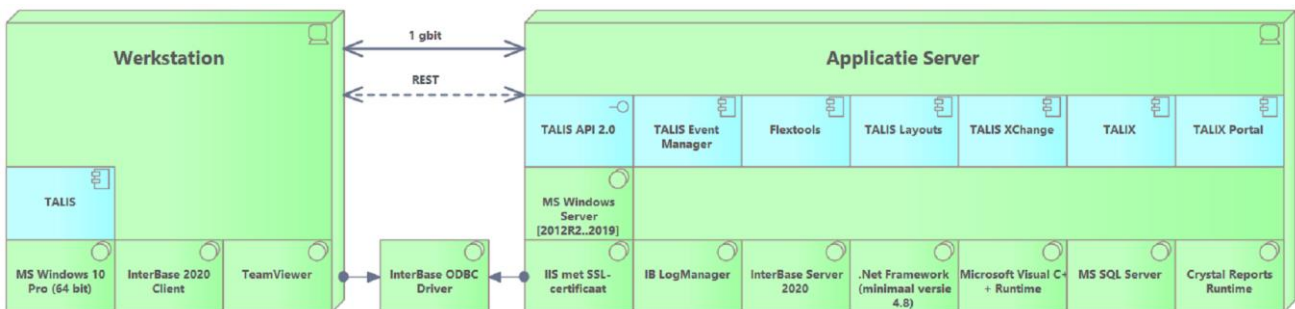 1 gbit
Werkstation
Applicatie Server
REST
TALIS API 2.0
TALIS Event
Manager
Flextools
TALIS Layouts
TALIS XChange
TALIX
TALIX Portal
TALIS
MS Windows
Server
[2012R2..2019]
MS Windows 10
Pro (64 bit)
InterBase 2020
Client
TeamViewer
InterBase ODBC
Driver
IIS met SSL-
certificaat
IB LogManager
InterBase Server
2020
.Net Framework
(minimaal versie
4.8)
Microsoft Visual C+
+ Runtime
MS SQL Server
Crystal Reports
Runtime